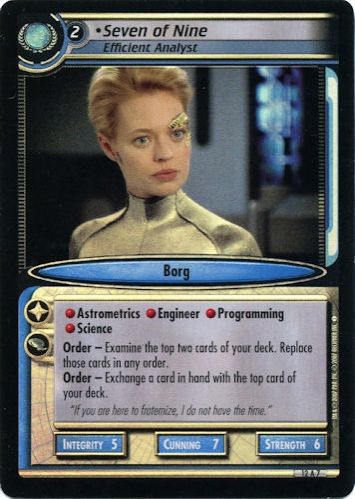 2 •Seven of Nine
Efficient Analyst
Borg
Astrometrics Engineer Programming
Science
Order – Examine the top two cards of your deck. Replace
those cards in any order.
Order – Exchange a card in hand with the top card of
your deck.
"If you are here to fraternize, I do not have the time."
INTEGRITY 5 CUNNING 7 STRENGTH 6